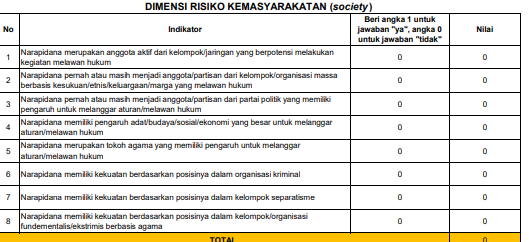 DIMENSI RISIKO KEMASYARAKATAN (society)
No Indikator Beri angka 1 untuk jawaban "ya", angka 0 untuk jawaban "tidak" Nilai
1 Narapidana merupakan anggota aktif dari kelompok/jaringan yang berpotensi melakukan
kegiatan melawan hukum 0 0
2 Narapidana pernah atau masih menjadi anggota/partisan dari kelompok/organisasi massa
berbasis kesukuan/etnis/keluargaan/marga yang melawan hukum 0 0
3 Narapidana pernah atau masih menjadi anggota/partisan dari partai politik yang memiliki
pengaruh untuk melanggar aturan/melawan hukum 0 0
4 Narapidana memiliki pengaruh adat/budaya/sosial/ekonomi yang besar untuk melanggar
aturan/melawan hukum 0 0
5 Narapidana merupakan tokoh agama yang memiliki pengaruh untuk melanggar
aturan/melawan hukum 0 0
6 Narapidana memiliki kekuatan berdasarkan posisinya dalam organisasi kriminal 0 0
7 Narapidana memiliki kekuatan berdasarkan posisinya dalam kelompok separatisme 0 0
8 Narapidana memiliki kekuatan berdasarkan posisinya dalam kelompok/organisasi
fundementalis/ekstrimis berbasis agama 0 0
TOTAL 0